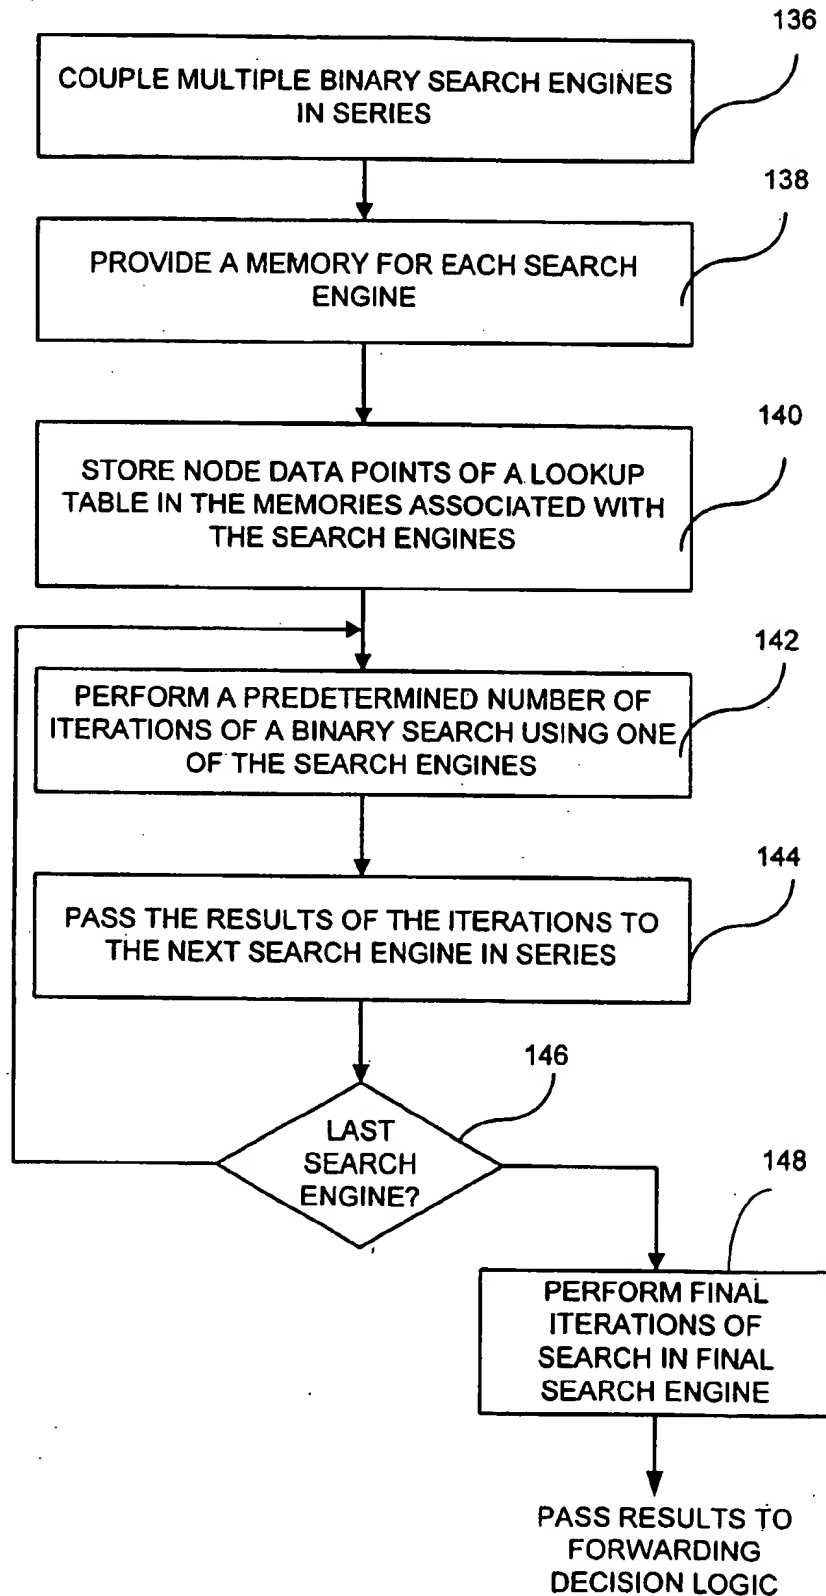 136
COUPLE MULTIPLE BINARY SEARCH ENGINES
IN SERIES
138
PROVIDE A MEMORY FOR EACH SEARCH
ENGINE
140
STORE NODE DATA POINTS OF A LOOKUP
TABLE IN THE MEMORIES ASSOCIATED WITH
THE SEARCH ENGINES
142
PERFORM A PREDETERMINED NUMBER OF
ITERATIONS OF A BINARY SEARCH USING ONE
OF THE SEARCH ENGINES
144
PASS THE RESULTS OF THE ITERATIONS TO
THE NEXT SEARCH ENGINE IN SERIES
146
LAST
SEARCH
ENGINE?
148
PERFORM FINAL
ITERATIONS OF
SEARCH IN FINAL
SEARCH ENGINE
PASS RESULTS TO
FORWARDING
DECISION LOGIC